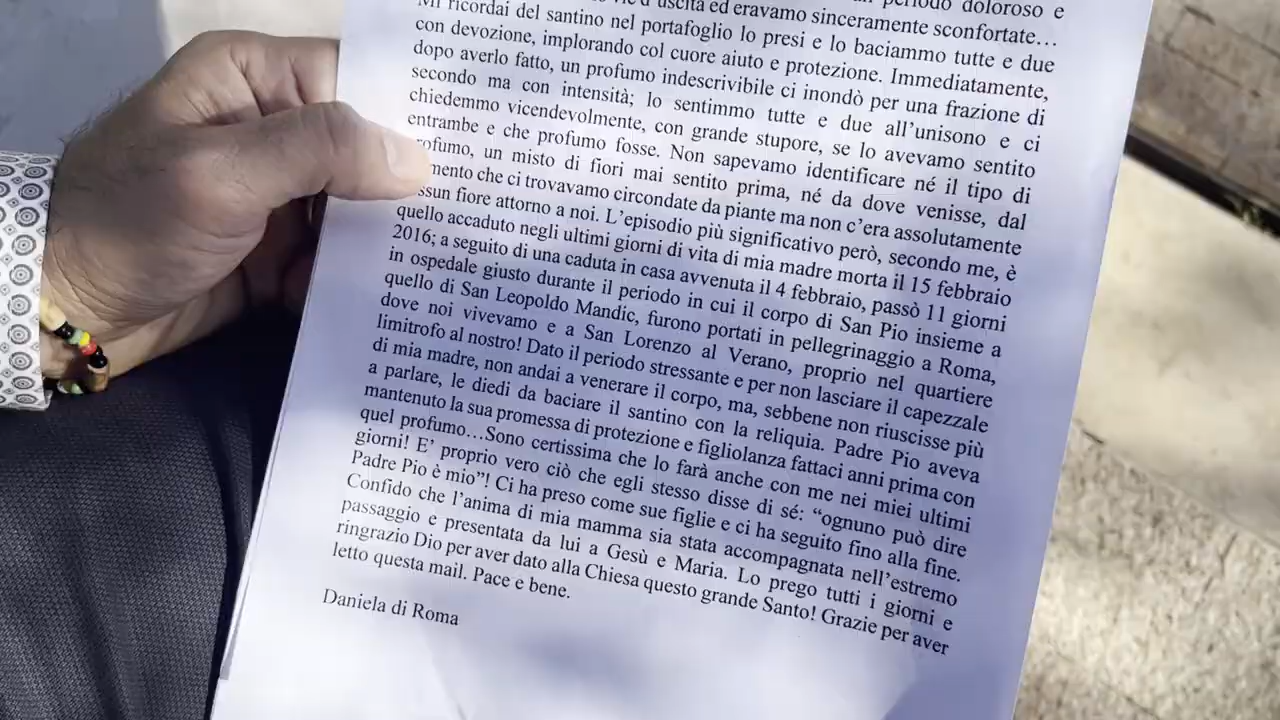 periodo doloroso e
d'uscita ed eravamo sinceramente sconfortate…
Mi ricordai del santino nel portafoglio lo presi e lo baciammo tutte e due
con devozione, implorando col cuore aiuto e protezione. Immediatamente,
dopo averlo fatto, un profumo indescrivibile ci inondò per una frazione di
secondo ma con intensità; lo sentimmo tutte e due all'unisono e ci
chiedemmo vicendevolmente, con grande stupore, se lo avevamo sentito
entrambe e che profumo fosse. Non sapevamo identificare né il tipo di
rofumo, un misto di fiori mai sentito prima, né da dove venisse, dal
mento che ci trovavamo circondate da piante ma non c'era assolutamente
ssun fiore attorno a noi. L'episodio più significativo però, secondo me, è
quello accaduto negli ultimi giorni di vita di mia madre morta il 15 febbraio
2016; a seguito di una caduta in casa avvenuta il 4 febbraio, passò 11 giorni
in ospedale giusto durante il periodo in cui il corpo di San Pio insieme a
quello di San Leopoldo Mandic, furono portati in pellegrinaggio a Roma,
dove noi vivevamo e a San Lorenzo al Verano, proprio nel quartiere
limitrofo al nostro! Dato il periodo stressante e per non lasciare il capezzale
di mia madre, non andai a venerare il corpo, ma, sebbene non riuscisse più
a parlare, le diedi da baciare il santino con la reliquia. Padre Pio aveva
mantenuto la sua promessa di protezione e figliolanza fattaci anni prima con
quel profumo…Sono certissima che lo farà anche con me nei miei ultimi
giorni! E' proprio vero ciò che egli stesso disse di sé: "ognuno può dire
Padre Pio è mio"! Ci ha preso come sue figlie e ci ha seguito fino alla fine.
Confido che l'anima di mia mamma sia stata accompagnata nell'estremo
passaggio e presentata da lui a Gesù e Maria. Lo prego tutti i giorni e
ringrazio Dio per aver dato alla Chiesa questo grande Santo! Grazie per aver
letto questa mail. Pace e bene.
Daniela di Roma